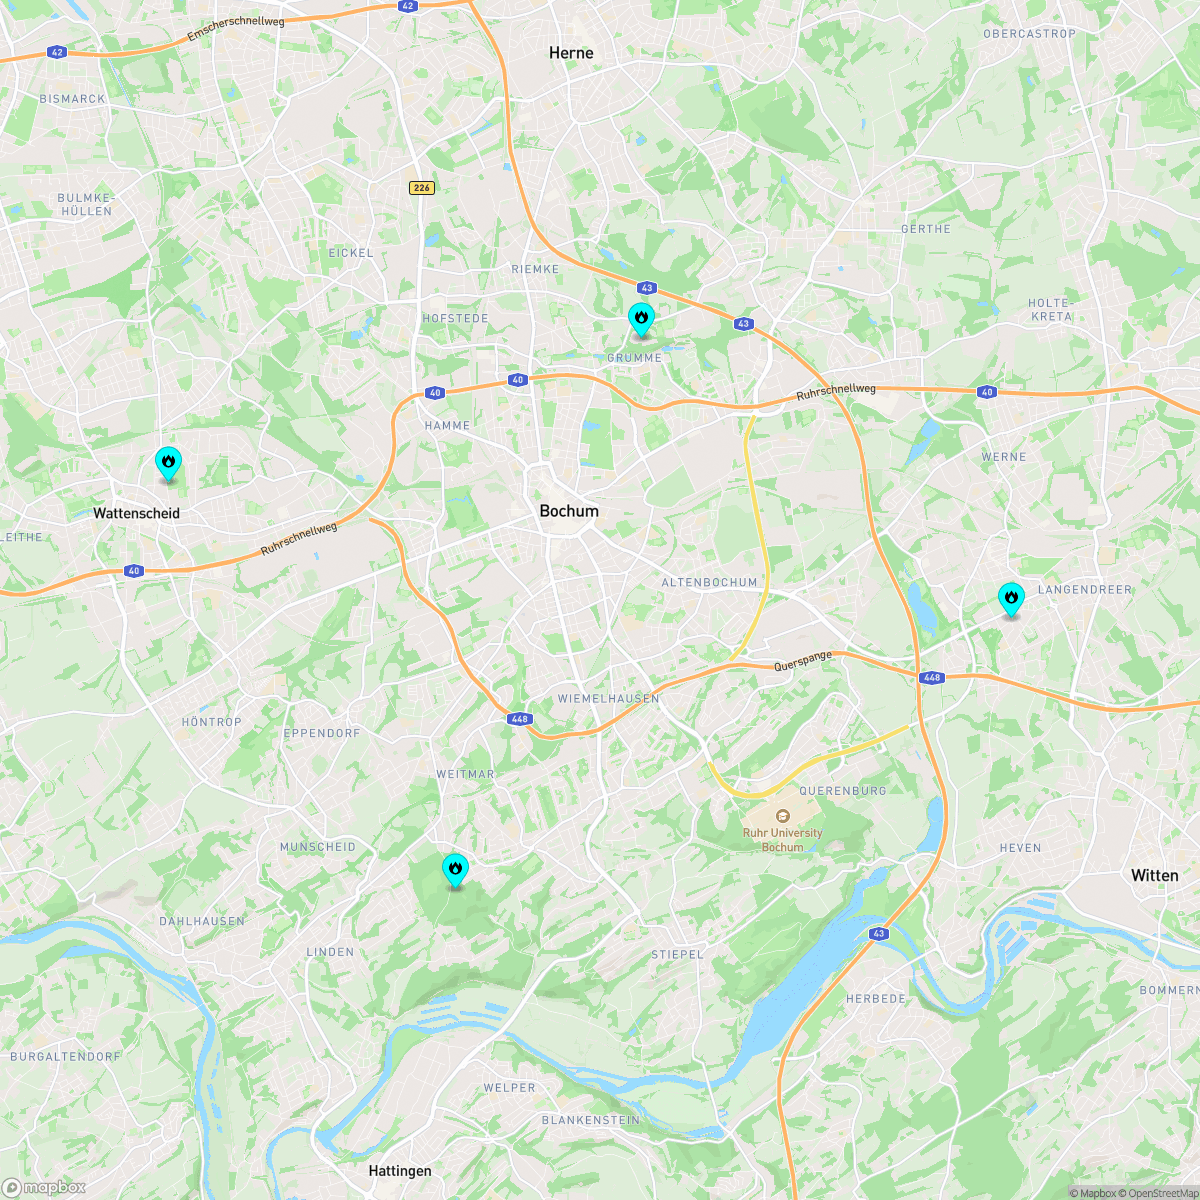 42
Emscherschnellweg
42
Herne
OBERCASTROP
BISMARCK
226
BULMKE-
HÜLLEN
EICKEL
GERTHE
RIEMKE
43
HOLTE-
KRETA
HOFSTEDE
43
GRUMME
40
40
Ruhrschnellweg
40
HAMME
WERNE
Wattenscheid
Bochum
LEITHE
Ruhrschnellweg
40
ALTENBOCHUM
LANGENDREER
Querspange
448
WIEMELHAUSEN
HÖNTROP
448
EPPENDORF
WEITMAR
QUERENBURG
Ruhr University
Bochum
MUNSCHEID
HEVEN
Witten
DAHLHAUSEN
43
LINDEN
STIEPEL
BOMMERN
HERBEDE
BURGALTENDORF
WELPER
BLANKENSTEIN
Hattingen
mapbox
© Mapbox © OpenStreetMap